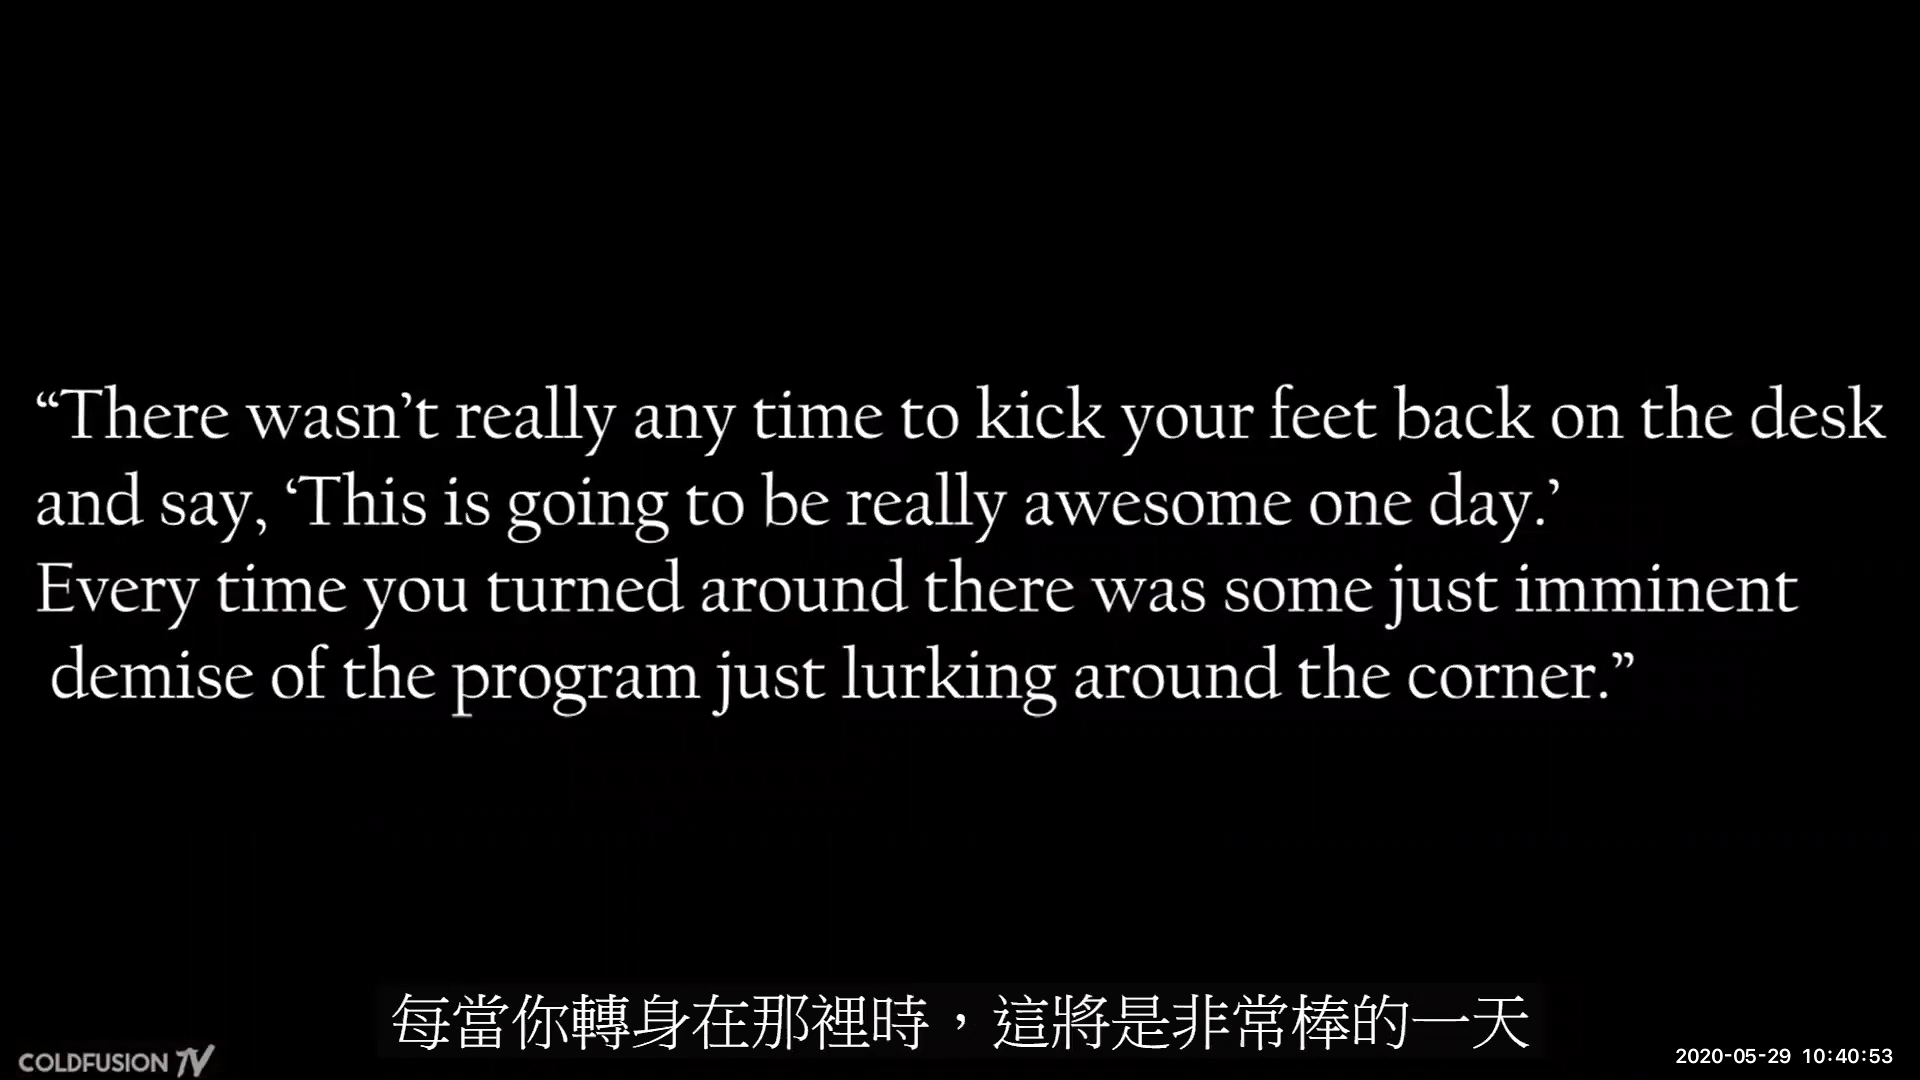 “There wasn’t really any time to kick your feet back on the desk
and say, ‘This is going to be really awesome one day.’
Every time you turned around there was some just imminent
demise of the program just lurking around the corner.”
每當你轉身在那裡時，這將是非常棒的一天
COLDFUSION TV
2020-05-29 10:40:53